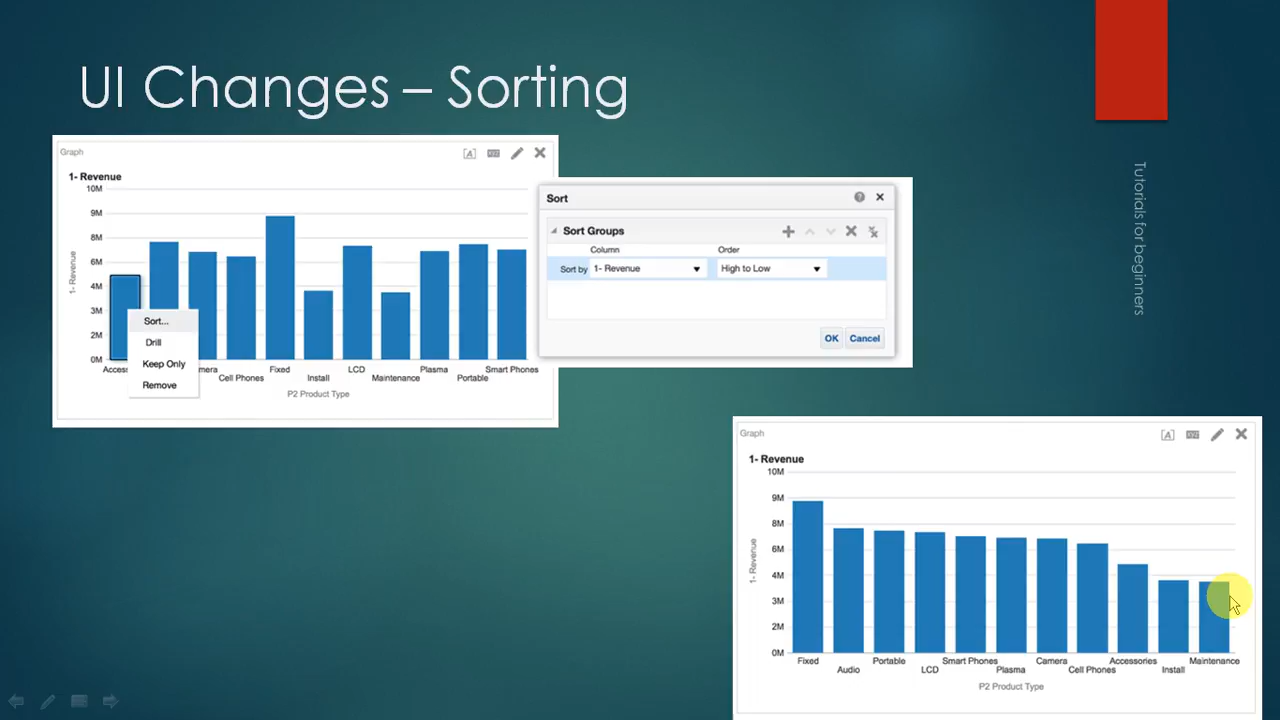 UI Changes – Sorting
Tutorials for beginners
Graph
1- Revenue
10M
9M
8M
6M
4M
3M
2M
0M
1- Revenue
Sort...
Drill
Keep Only
Remove
Fixed
LCD
Plasma
Smart Phones
Cell Phones
Install
Maintenance
Portable
P2 Product Type
Sort
Sort Groups
Column Order
Sort by 1- Revenue High to Low
OK Cancel
Graph
1- Revenue
10M
9M
8M
6M
4M
3M
2M
0M
1- Revenue
Fixed Portable Smart Phones Camera Accessories Maintenance
Audio LCD Plasma Cell Phones Install
P2 Product Type